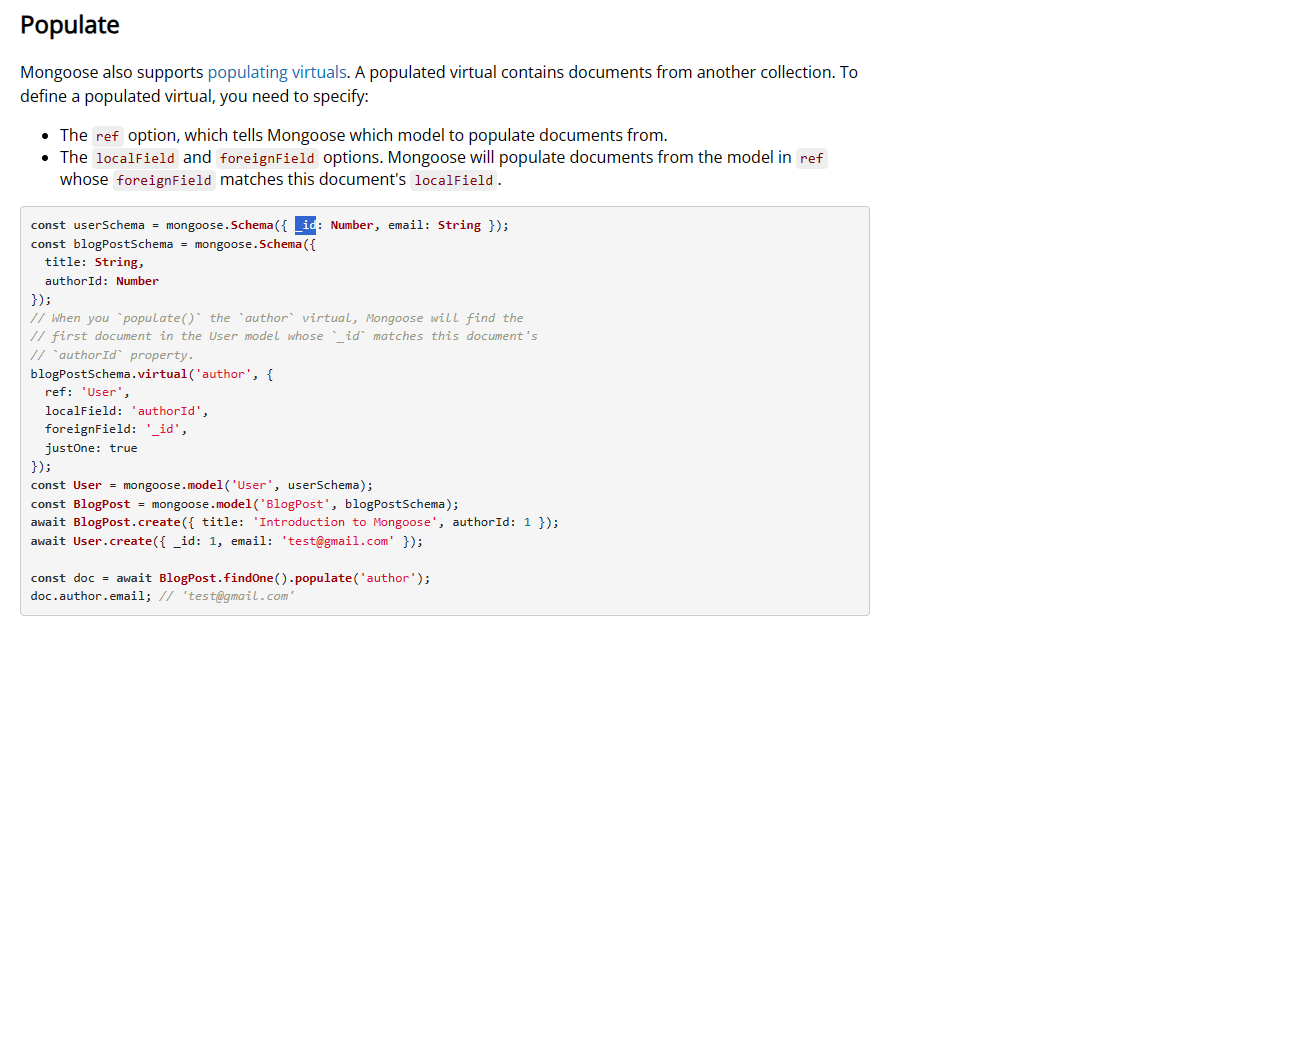 Populate
Mongoose also supports populating virtuals. A populated virtual contains documents from another collection. To
define a populated virtual, you need to specify:
• The ref option, which tells Mongoose which model to populate documents from.
• The localField and foreignField options. Mongoose will populate documents from the model in ref
whose foreignField matches this document's localField.
const userSchema = mongoose.Schema({ _id: Number, email: String });
const blogPostSchema = mongoose.Schema({
  title: String,
  authorId: Number
});
// When you `populate()` the `author` virtual, Mongoose will find the
// first document in the User model whose `_id` matches this document's
// `authorId` property.
blogPostSchema.virtual('author', {
  ref: 'User',
  localField: 'authorId',
  foreignField: '_id',
  justOne: true
});
const User = mongoose.model('User', userSchema);
const BlogPost = mongoose.model('BlogPost', blogPostSchema);
await BlogPost.create({ title: 'Introduction to Mongoose', authorId: 1 });
await User.create({ _id: 1, email: 'test@gmail.com' });

const doc = await BlogPost.findOne().populate('author');
doc.author.email; // 'test@gmail.com'